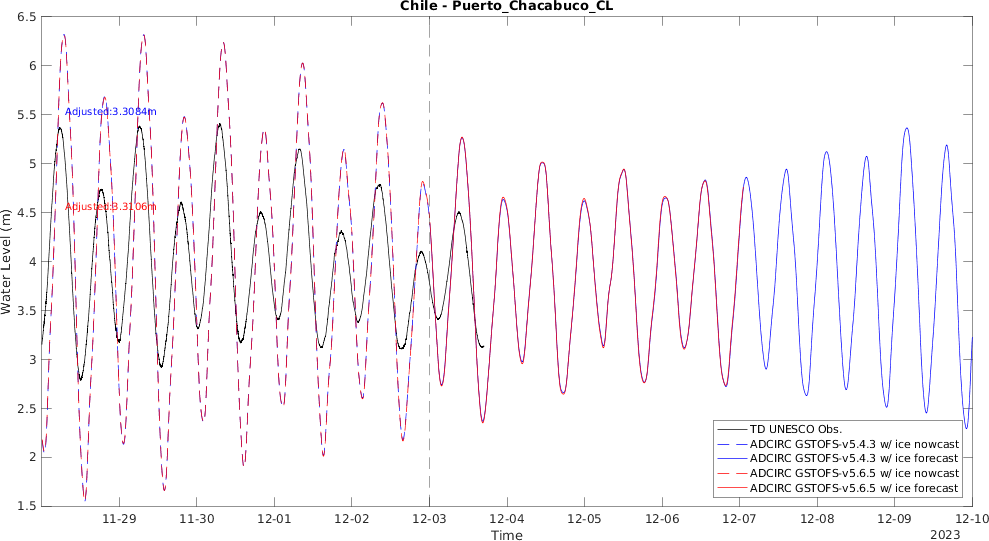 Chile - Puerto_Chacabuco_CL
6.5
6
5.5
5
4.5
4
3.5
3
2.5
2
1.5
Water Level (m)
Adjusted:3.3084m
Adjusted:3.3106m
TD UNESCO Obs.
ADCIRC GSTOFS-v5.4.3 w/ ice nowcast
ADCIRC GSTOFS-v5.4.3 w/ ice forecast
ADCIRC GSTOFS-v5.6.5 w/ ice nowcast
ADCIRC GSTOFS-v5.6.5 w/ ice forecast
11-29 11-30 12-01 12-02 12-03 12-04 12-05 12-06 12-07 12-08 12-09 12-10
Time
2023